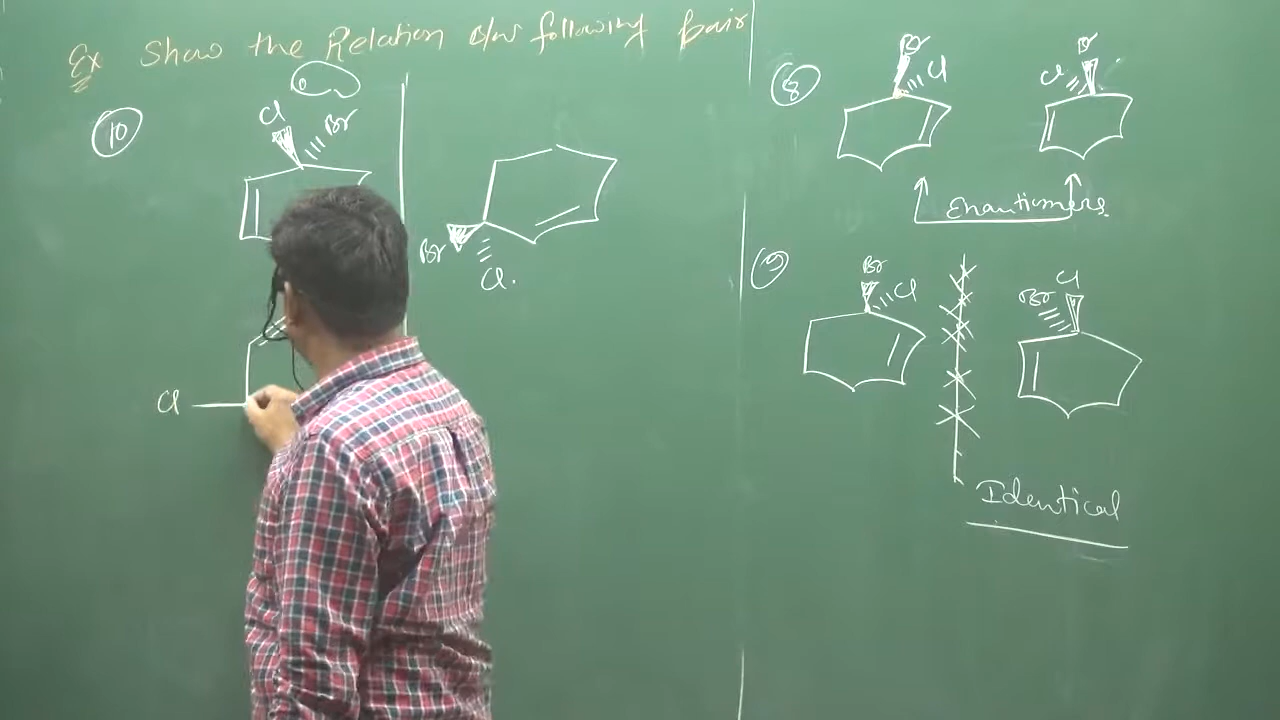 Ex Show the Relation b/w following pair
10
Cl
Br
Br
Cl.
Cl
8
Br
Cl
Br
Cl
Enantiomers.
9
Br
Cl
Cl
Br
Identical